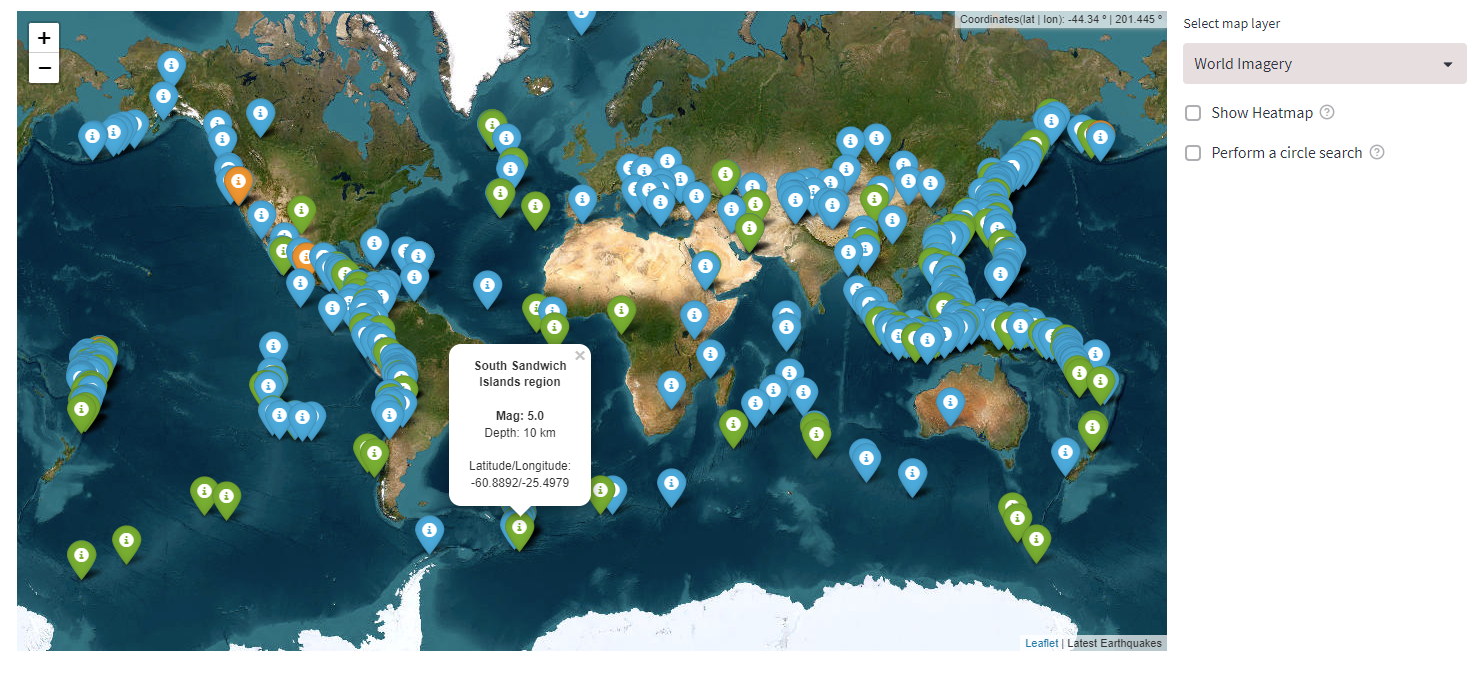 +
−
Coordinates(lat | lon): -44.34 ° | 201.445 °
South Sandwich
Islands region
×
Mag: 5.0
Depth: 10 km
Latitude/Longitude:
-60.8892/-25.4979
Leaflet | Latest Earthquakes
Select map layer
World Imagery
Show Heatmap ?
Perform a circle search ?